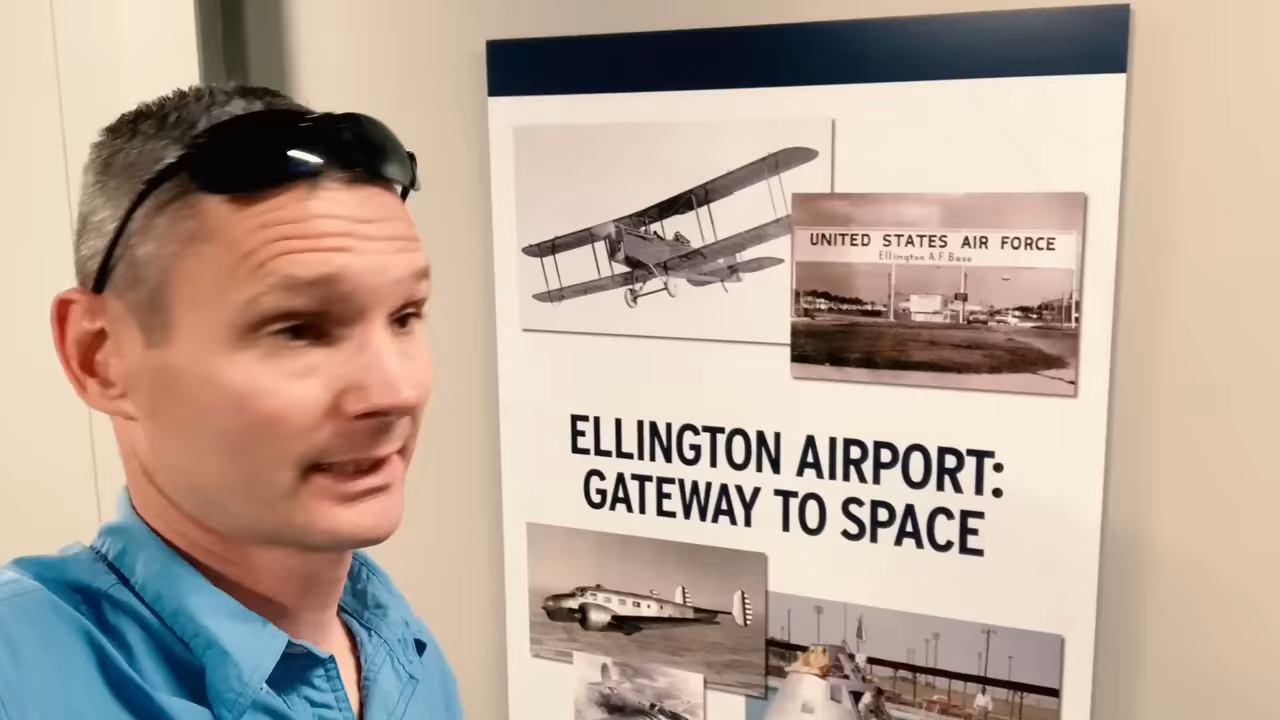 UNITED STATES AIR FORCE
Ellington A.F. Base
ELLINGTON AIRPORT:
GATEWAY TO SPACE